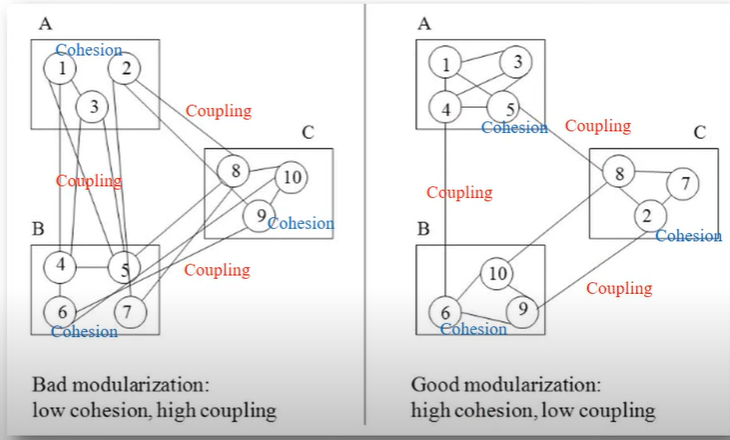 A
Cohesion
1
2
3
Coupling
C
Coupling
8
10
9
Cohesion
B
4
5
6
7
Cohesion
Coupling
Bad modularization:
low cohesion, high coupling
A
1
3
4
5
Cohesion
Coupling
C
Coupling
8
7
2
Cohesion
B
10
6
9
Cohesion
Coupling
Good modularization:
high cohesion, low coupling